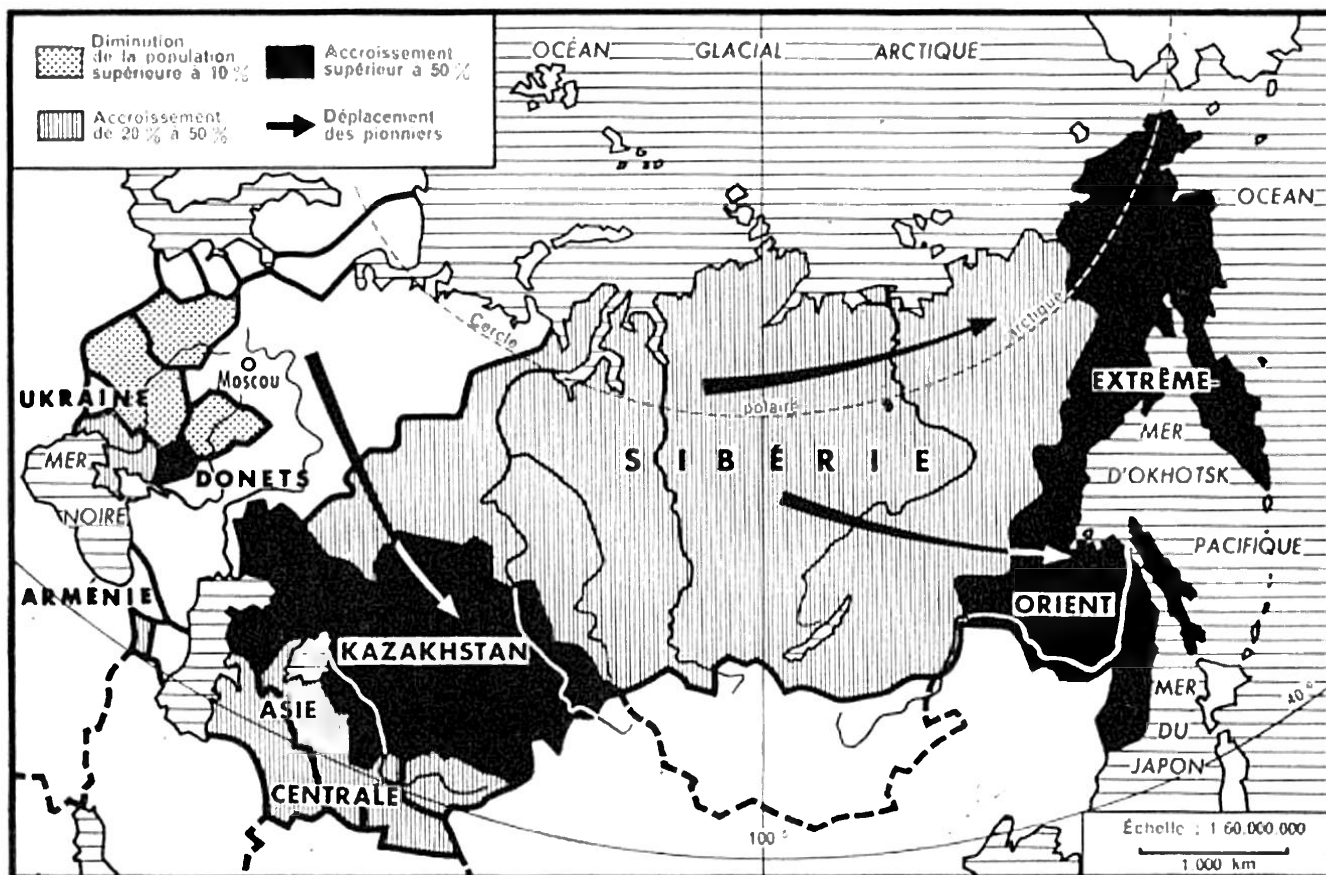 Diminution
de la population
supérieure à 10 %
Accroissement
supérieur à 50 %
Accroissement
de 20 % à 50 %
Déplacement
des pionniers
OCÉAN GLACIAL ARCTIQUE
OCÉAN
PACIFIQUE
Cercle
polaire
arctique
Moscou
UKRAINE
DONETS
MER
NOIRE
ARMÉNIE
SIBÉRIE
EXTRÊME-
ORIENT
MER
D'OKHOTSK
KAZAKHSTAN
ASIE
CENTRALE
MER
DU
JAPON
40°
100°
Échelle : 1/60.000.000
1.000 km